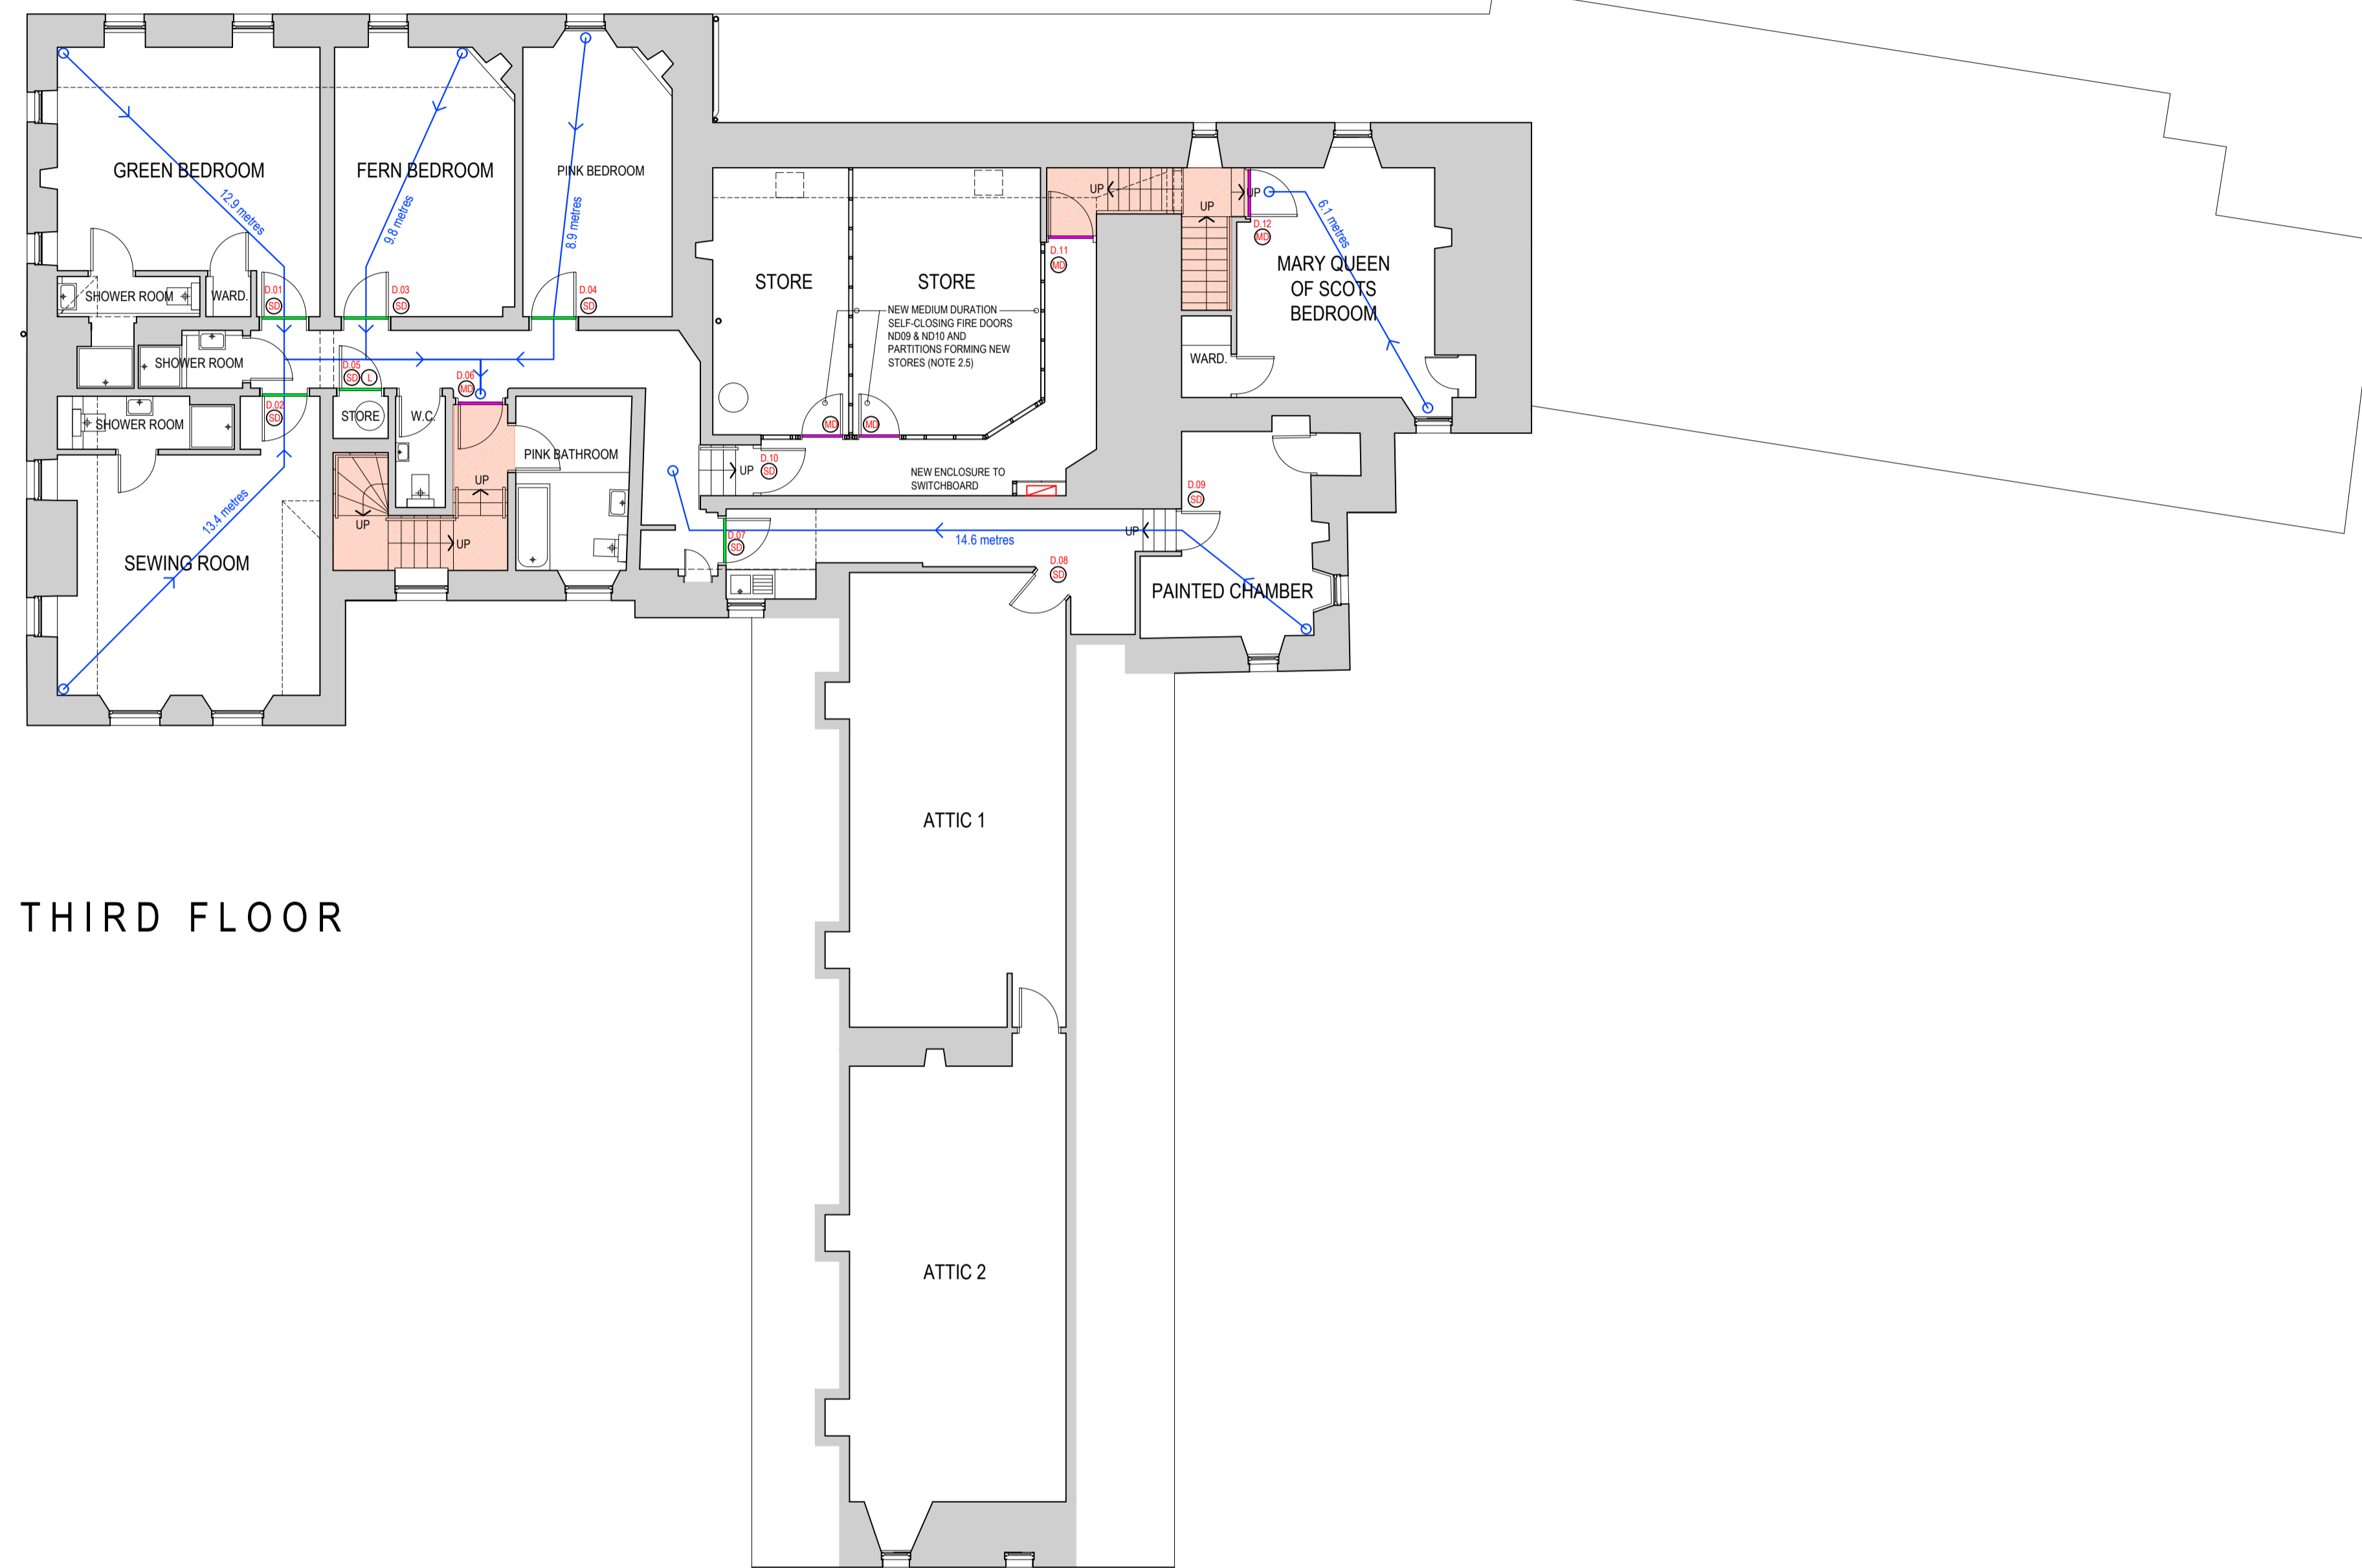 GREEN BEDROOM
FERN BEDROOM
PINK BEDROOM
12.9 metres
9.8 metres
8.9 metres
UP
UP
UP
D.12
MD
6.1 metres
D.11
MD
MARY QUEEN
OF SCOTS
BEDROOM
STORE
STORE
SHOWER ROOM
WARD.
D.01
SD
D.03
SD
D.04
SD
NEW MEDIUM DURATION
SELF-CLOSING FIRE DOORS
ND09 & ND10 AND
PARTITIONS FORMING NEW
STORES (NOTE 2.5)
WARD.
SHOWER ROOM
D.05
SD
L
D.06
MD
D.02
SD
STORE
W.C.
SHOWER ROOM
MD
MD
PINK BATHROOM
D.10
SD
UP
NEW ENCLOSURE TO
SWITCHBOARD
UP
D.09
SD
UP
UP
13.4 metres
D.07
SD
14.6 metres
UP
SEWING ROOM
D.08
SD
PAINTED CHAMBER
ATTIC 1
THIRD FLOOR
ATTIC 2